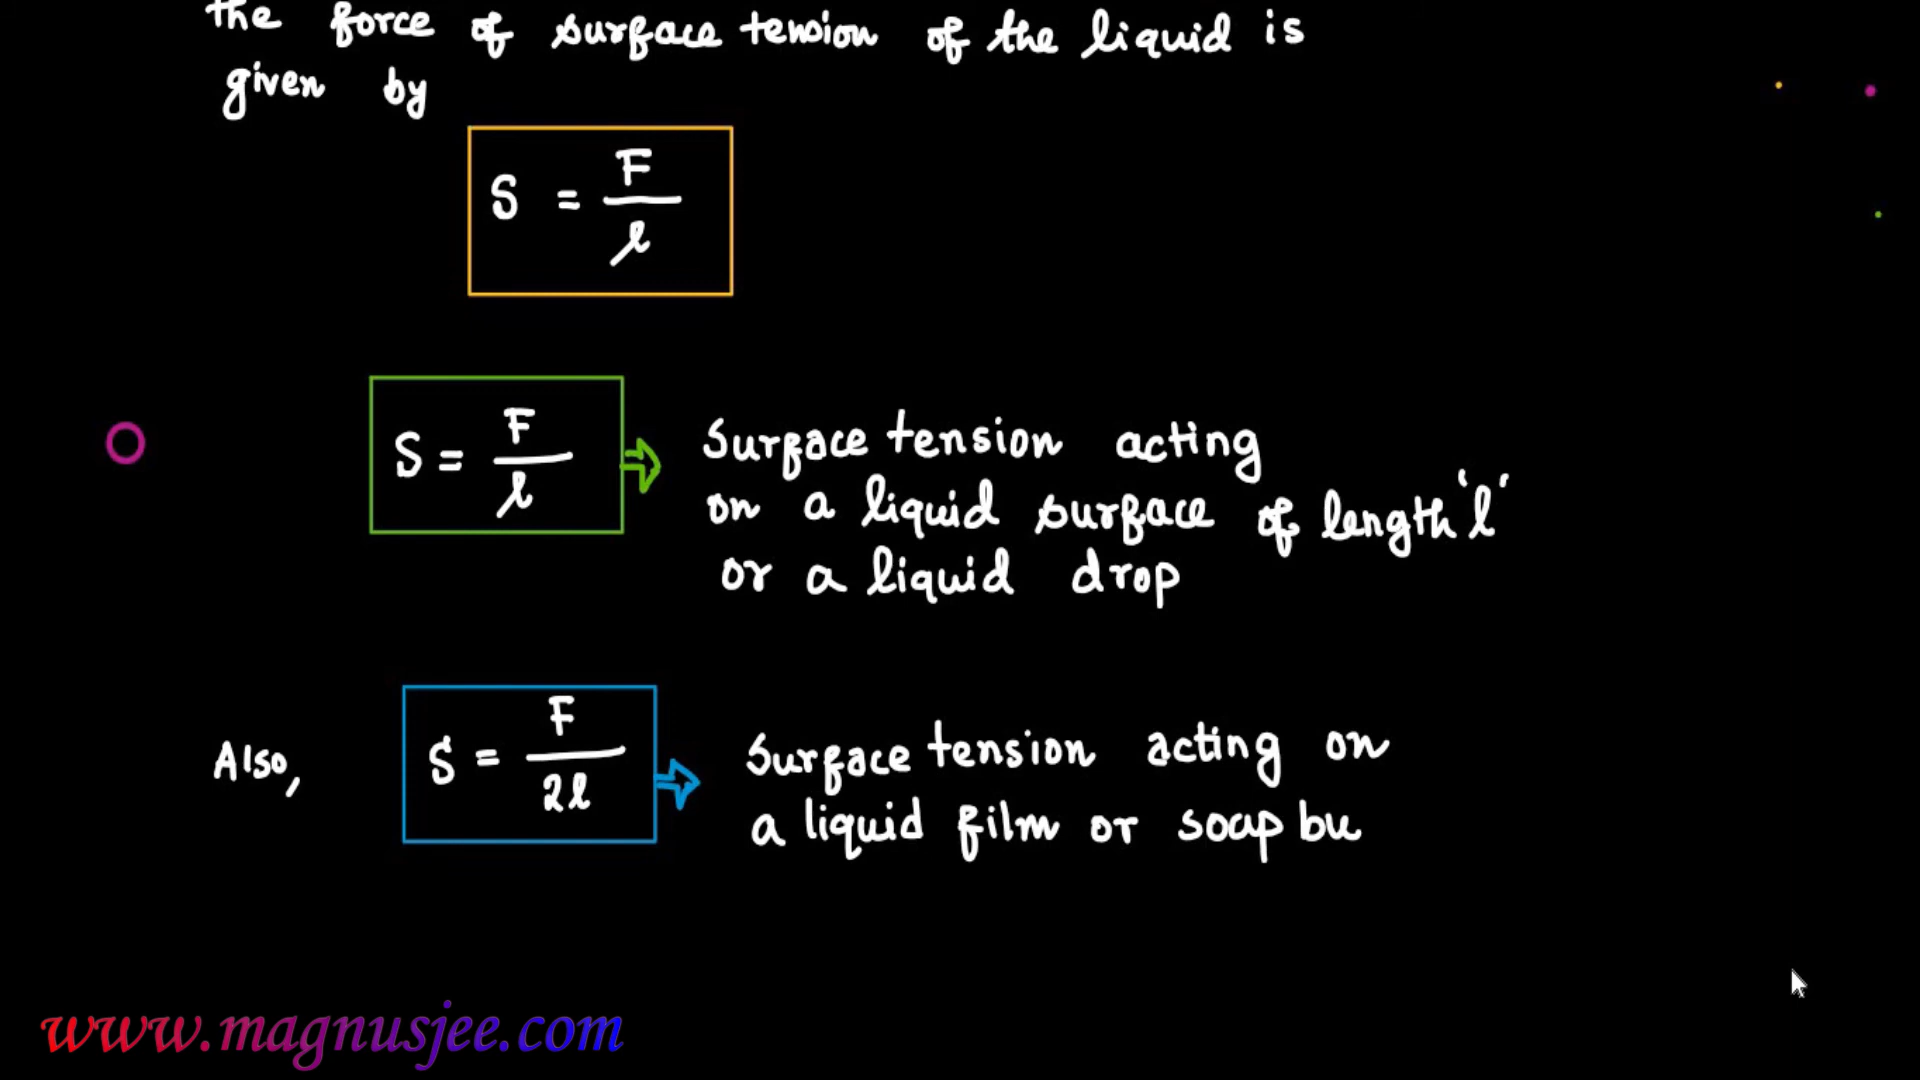 the force of surface tension of the liquid is
given by
S = F/l
S = F/l
Surface tension acting
on a liquid surface of length 'l'
or a liquid drop
Also,
S = F/2l
Surface tension acting on
a liquid film or soap bu
www.magnusjee.com